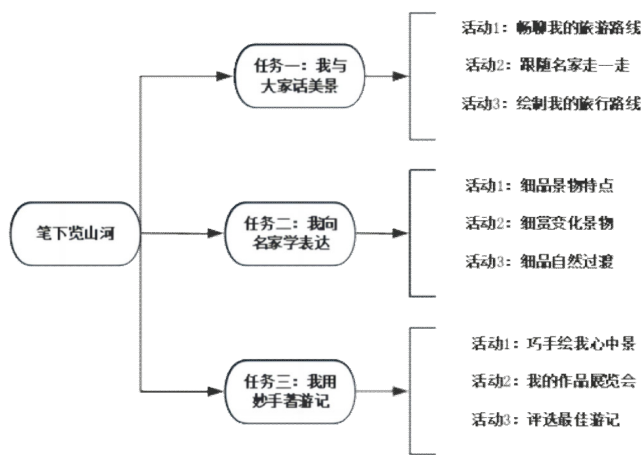 笔下览山河
任务一：我与
大家话美景
活动1：畅聊我的旅游路线
活动2：跟随名家走一走
活动3：绘制我的旅行路线
任务二：我向
名家学表达
活动1：细品景物特点
活动2：细赏变化景物
活动3：细品自然过渡
任务三：我用
妙手著游记
活动1：巧手绘我心中景
活动2：我的作品展览会
活动3：评选最佳游记